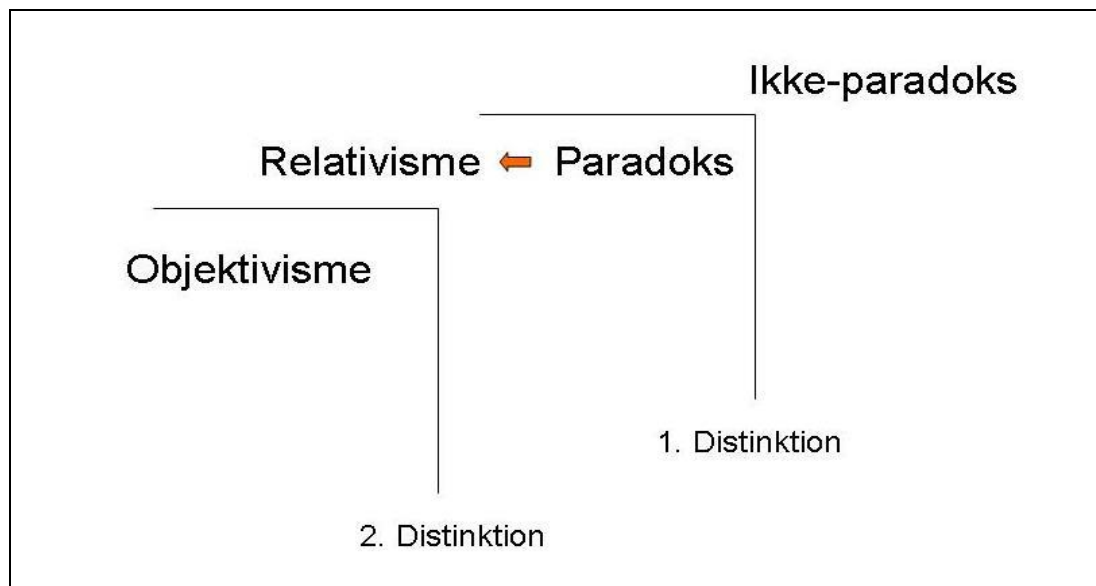 Ikke-paradoks
Relativisme Paradoks
Objektivisme
1. Distinktion
2. Distinktion